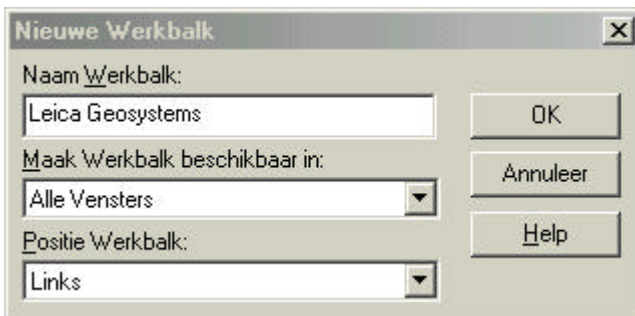 Nieuwe Werkbalk
Naam Werkbalk:
Leica Geosystems
OK
Maak Werkbalk beschikbaar in:
Annuleer
Alle Vensters
Help
Positie Werkbalk:
Links